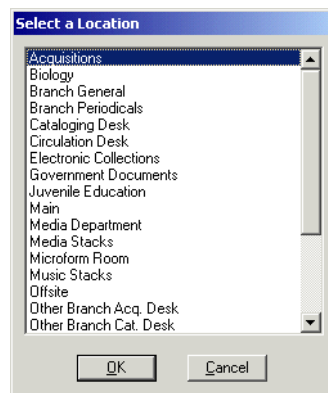 Select a Location
Acquisitions
Biology
Branch General
Branch Periodicals
Cataloging Desk
Circulation Desk
Electronic Collections
Government Documents
Juvenile Education
Main
Media Department
Media Stacks
Microform Room
Music Stacks
Offsite
Other Branch Acq. Desk
Other Branch Cat. Desk
OK Cancel